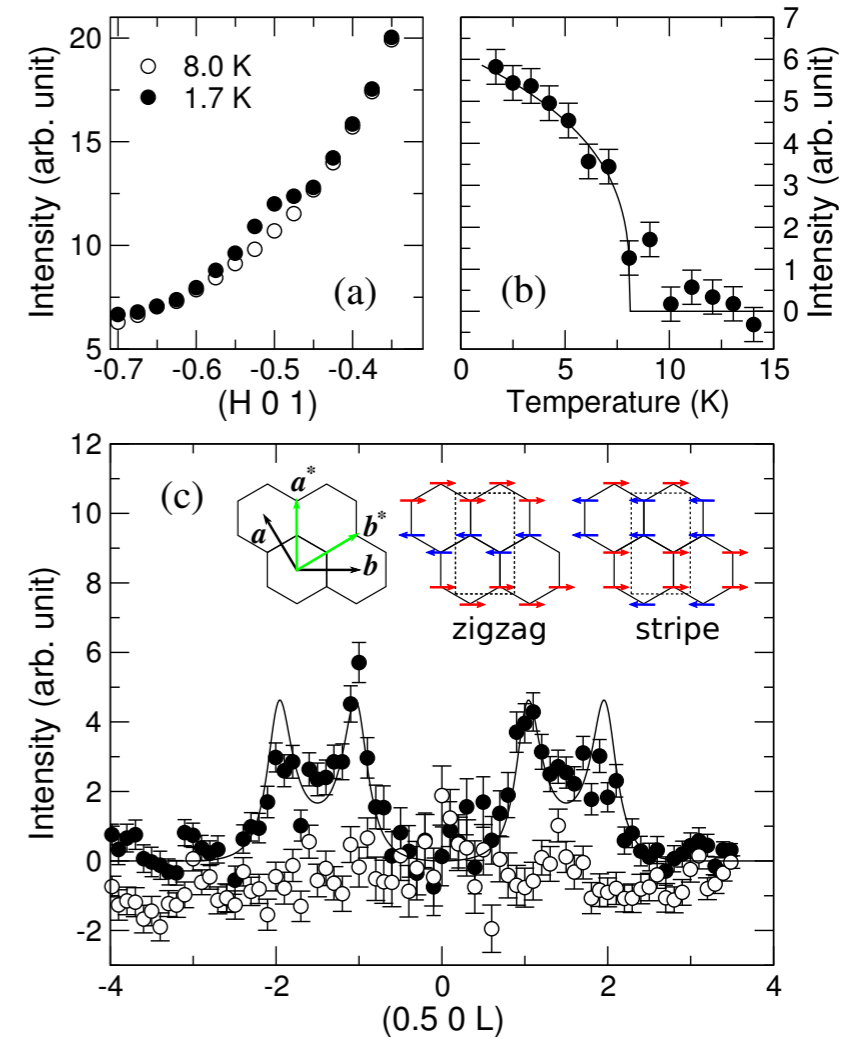 20
15
10
5
Intensity (arb. unit)
8.0 K
1.7 K
(a)
-0.7 -0.6 -0.5 -0.4
(H 0 1)
7
6
5
4
3
2
1
0
Intensity (arb. unit)
(b)
0 5 10 15
Temperature (K)
12
10
8
6
4
2
0
-2
Intensity (arb. unit)
(c)
a*
b*
a
b
zigzag
stripe
-4 -2 0 2 4
(0.5 0 L)